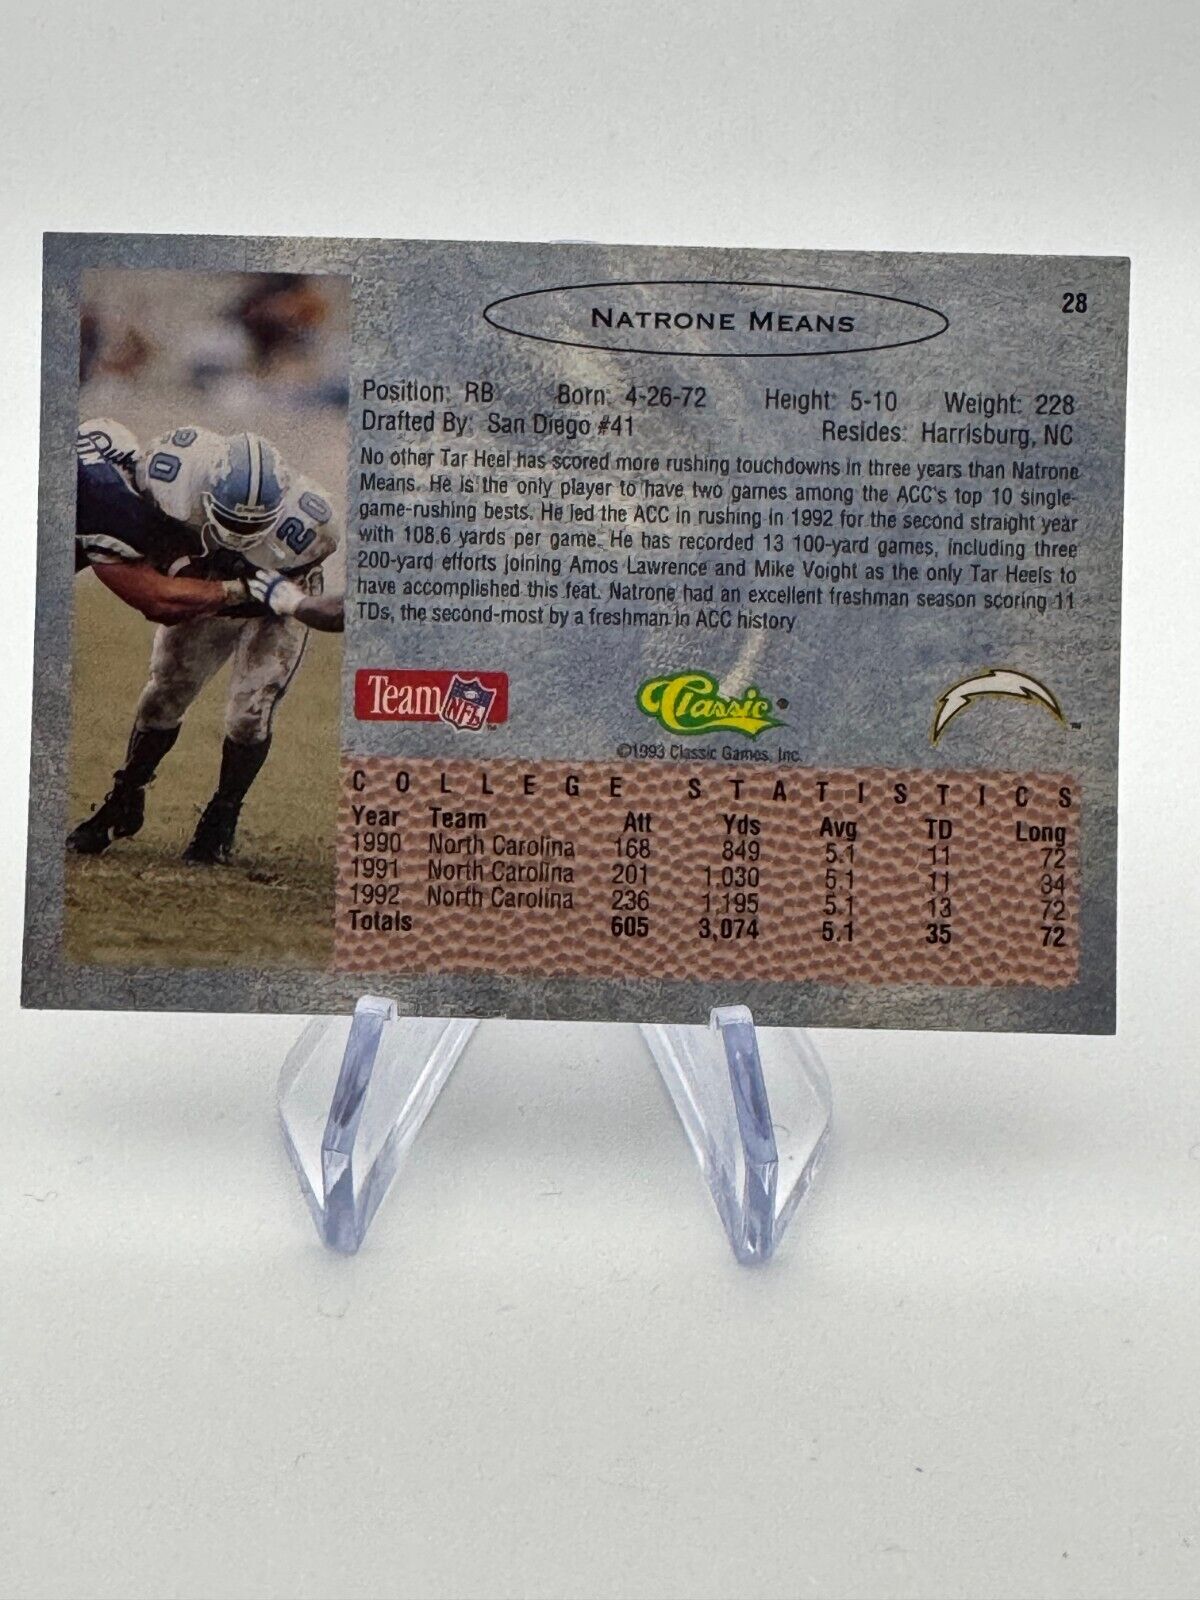 28
NATRONE MEANS
Position: RB Born: 4-26-72 Height: 5-10 Weight: 228
Drafted By: San Diego #41 Resides: Harrisburg, NC
No other Tar Heel has scored more rushing touchdowns in three years than Natrone
Means. He is the only player to have two games among the ACC's top 10 single-
game-rushing bests. He led the ACC in rushing in 1992 for the second straight year
with 108.6 yards per game. He has recorded 13 100-yard games, including three
200-yard efforts joining Amos Lawrence and Mike Voight as the only Tar Heels to
have accomplished this feat. Natrone had an excellent freshman season scoring 11
TDs, the second-most by a freshman in ACC history
Duke
20
20
Team NFL ™
Classic ®
™
©1993 Classic Games, Inc.
COLLEGE STATISTICS
Year Team Att Yds Avg TD Long
1990 North Carolina 168 849 5.1 11 72
1991 North Carolina 201 1,030 5.1 11 34
1992 North Carolina 236 1,195 5.1 13 72
Totals 605 3,074 5.1 35 72